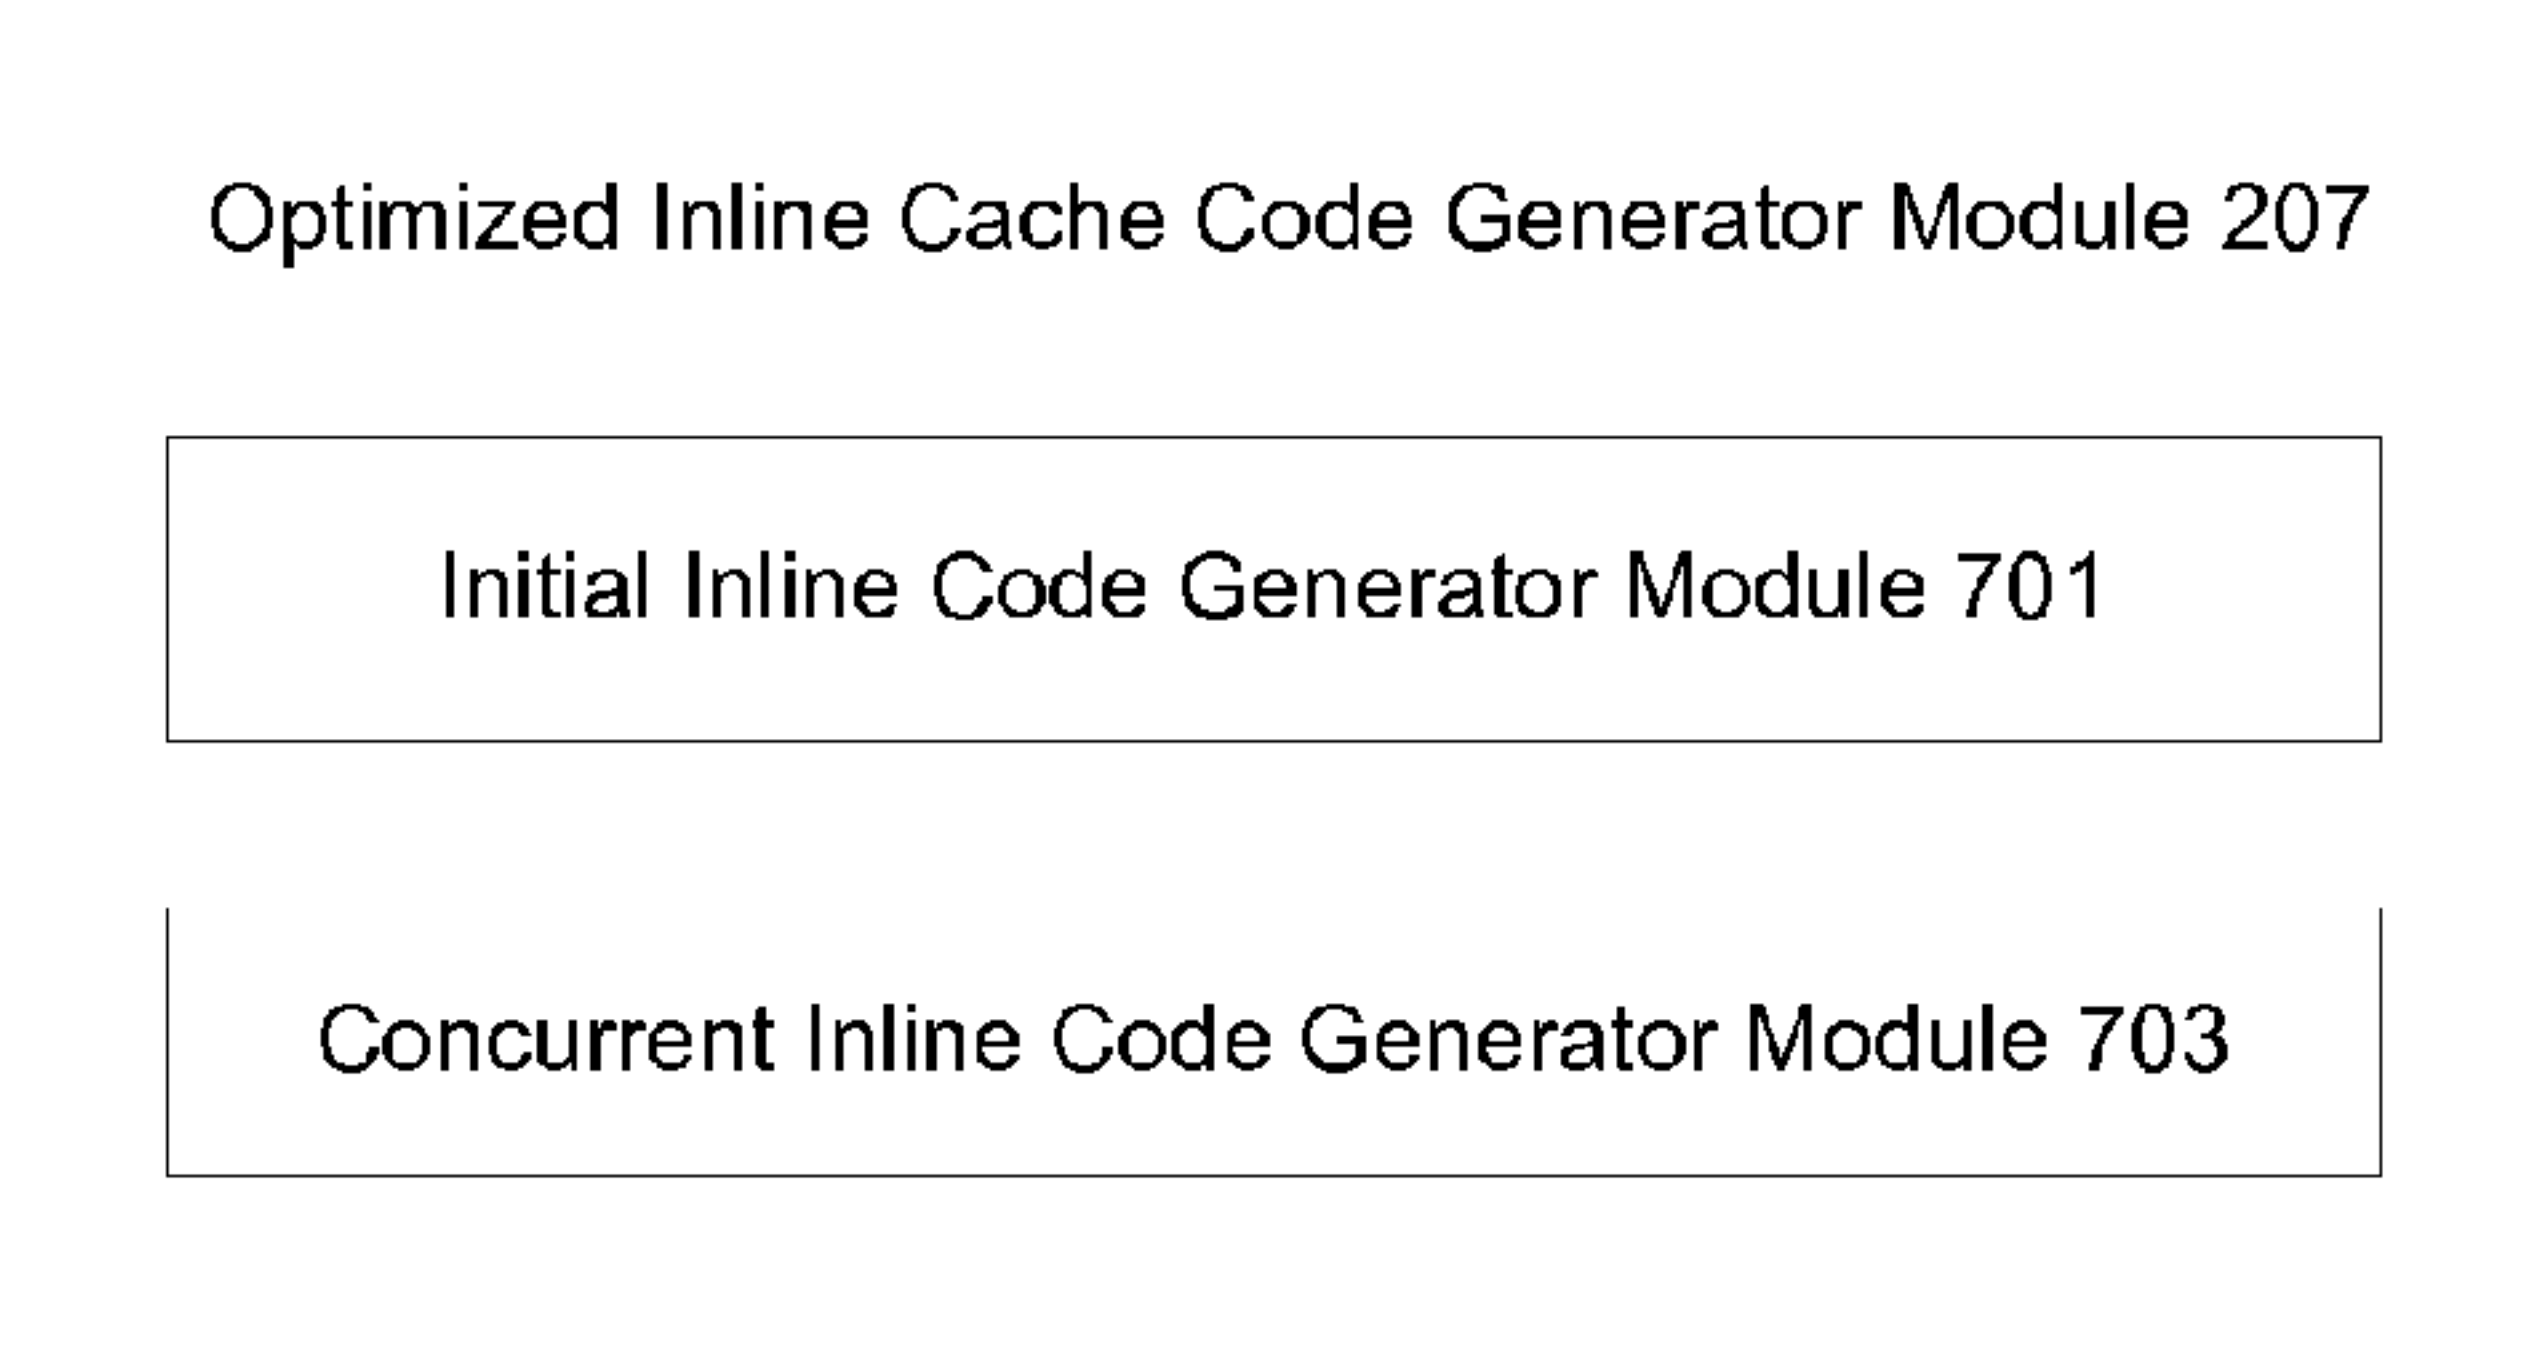 Optimized Inline Cache Code Generator Module 207
Initial Inline Code Generator Module 701
Concurrent Inline Code Generator Module 703